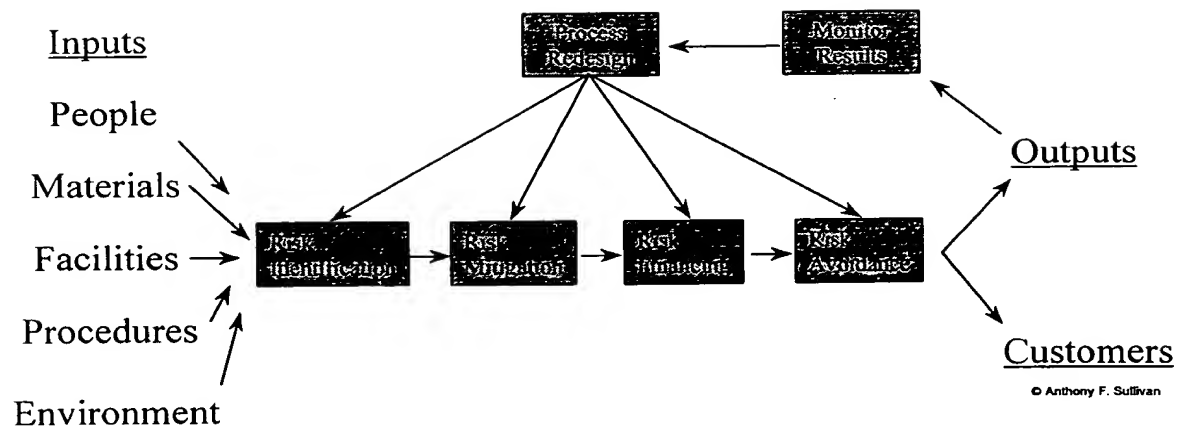 Inputs
People
Materials
Facilities
Procedures
Environment
Process
Redesign
Monitor
Results
Risk
Identification
Risk
Mitigation
Risk
Financing
Risk
Avoidance
Outputs
Customers
© Anthony F. Sullivan